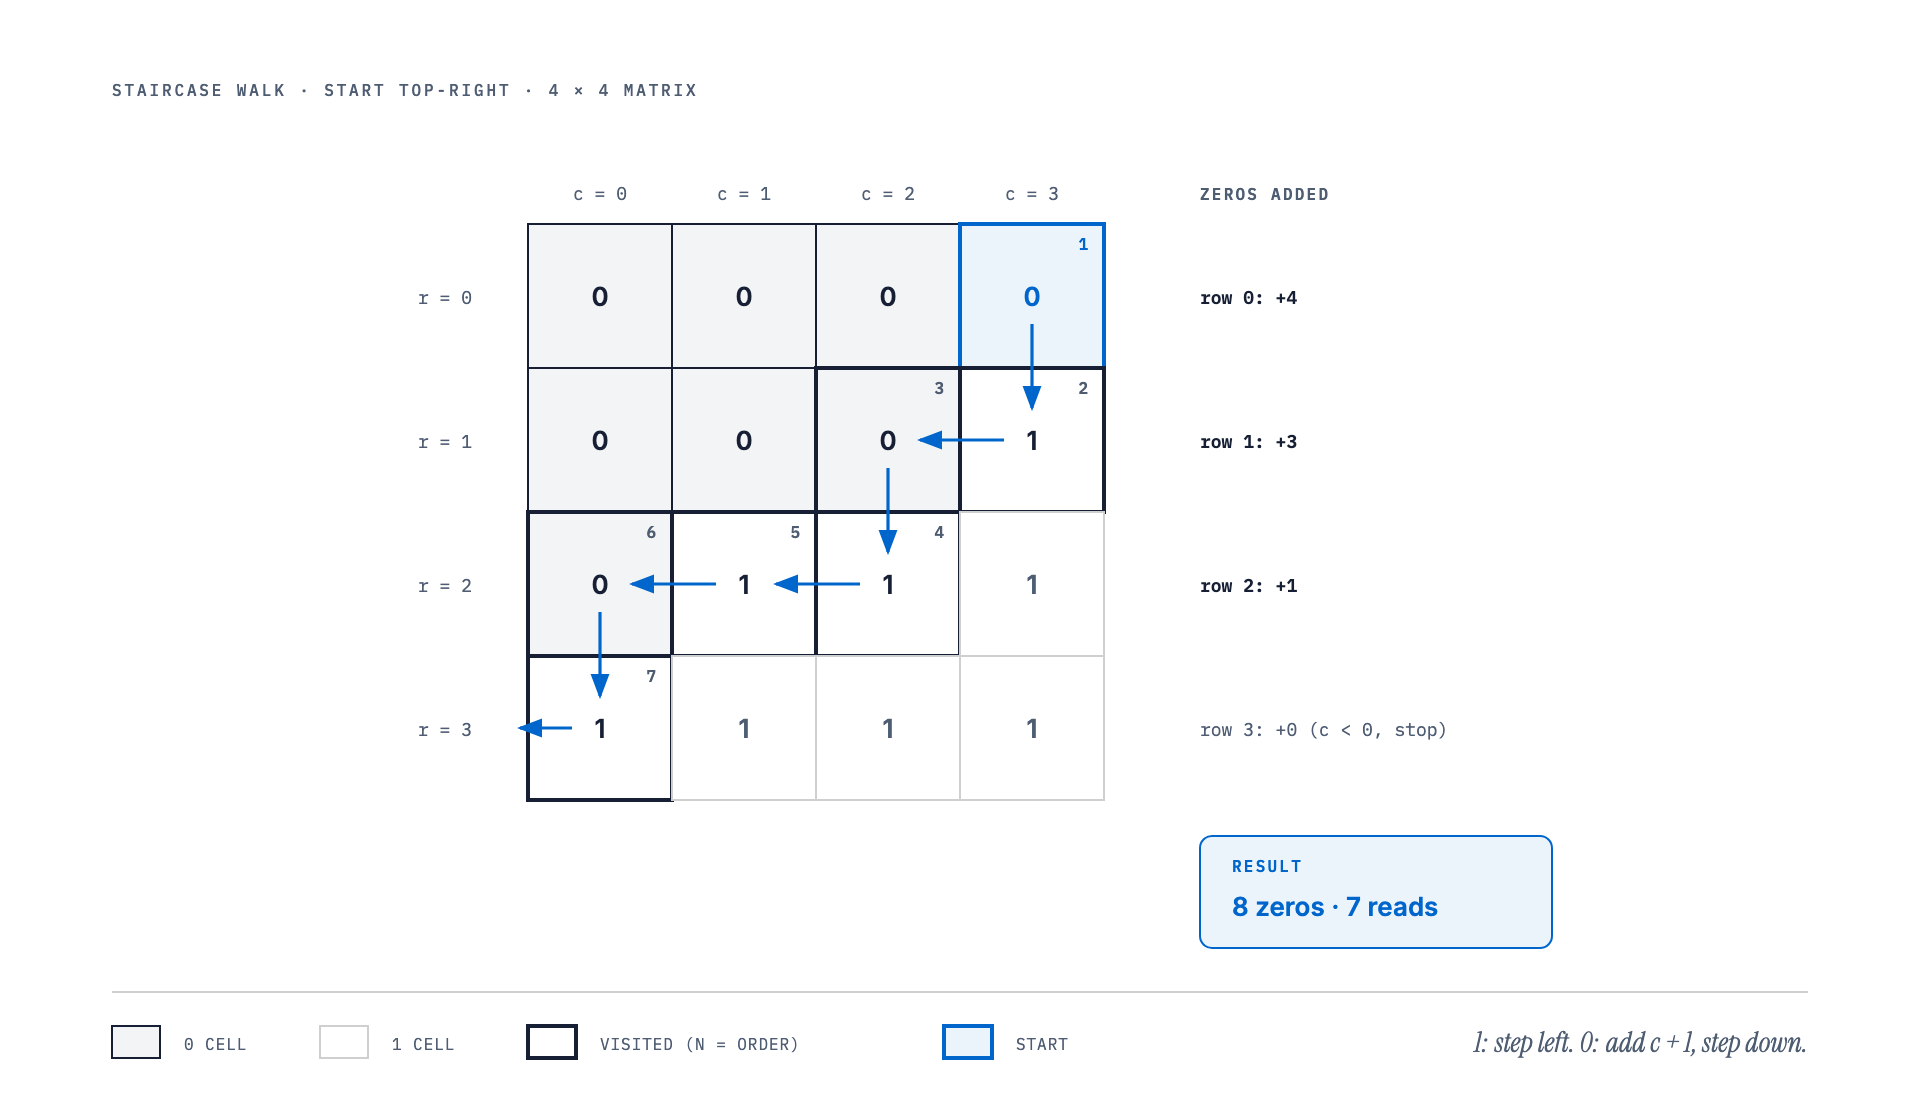 STAIRCASE WALK · START TOP-RIGHT · 4 × 4 MATRIX
c = 0 c = 1 c = 2 c = 3 ZEROS ADDED
1
r = 0 0 0 0 0 row 0: +4
3 2
r = 1 0 0 0 1 row 1: +3
6 5 4
r = 2 0 1 1 1 row 2: +1
7
r = 3 1 1 1 1 row 3: +0 (c < 0, stop)
RESULT
8 zeros · 7 reads
0 CELL 1 CELL VISITED (N = ORDER) START 1: step left. 0: add c + 1, step down.